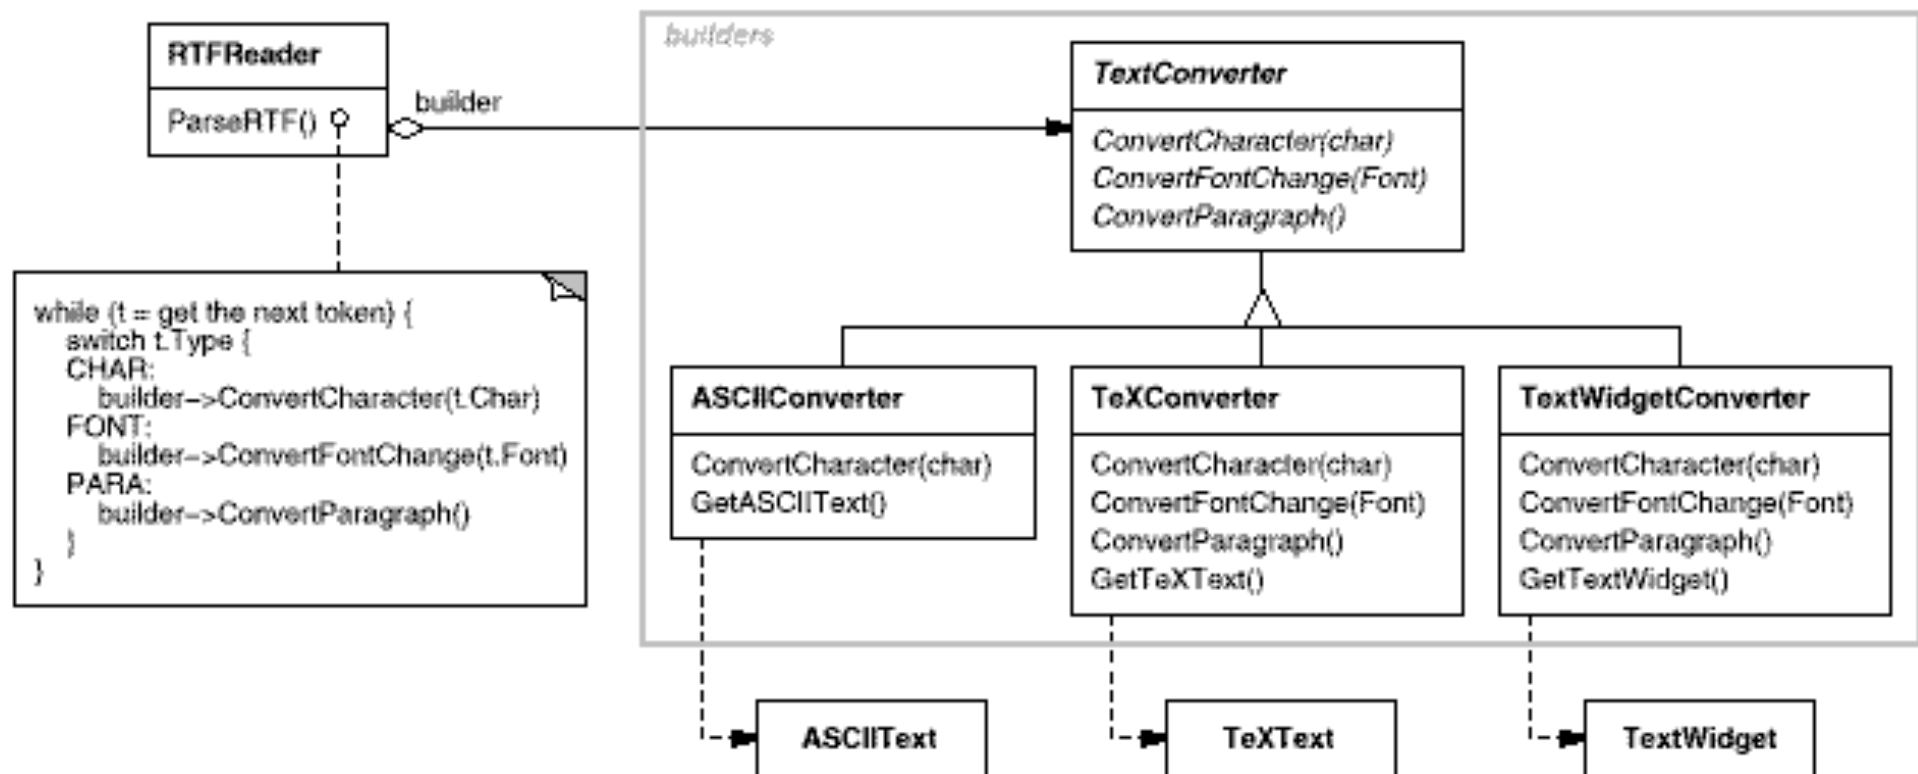 RTFReader
ParseRTF()
builder
builders
TextConverter
ConvertCharacter(char)
ConvertFontChange(Font)
ConvertParagraph()
while (t = get the next token) {
switch t.Type {
CHAR:
builder->ConvertCharacter(t.Char)
FONT:
builder->ConvertFontChange(t.Font)
PARA:
builder->ConvertParagraph()
}
}
ASCIIConverter
ConvertCharacter(char)
GetASCIIText()
TeXConverter
ConvertCharacter(char)
ConvertFontChange(Font)
ConvertParagraph()
GetTeXText()
TextWidgetConverter
ConvertCharacter(char)
ConvertFontChange(Font)
ConvertParagraph()
GetTextWidget()
ASCIIText
TeXText
TextWidget